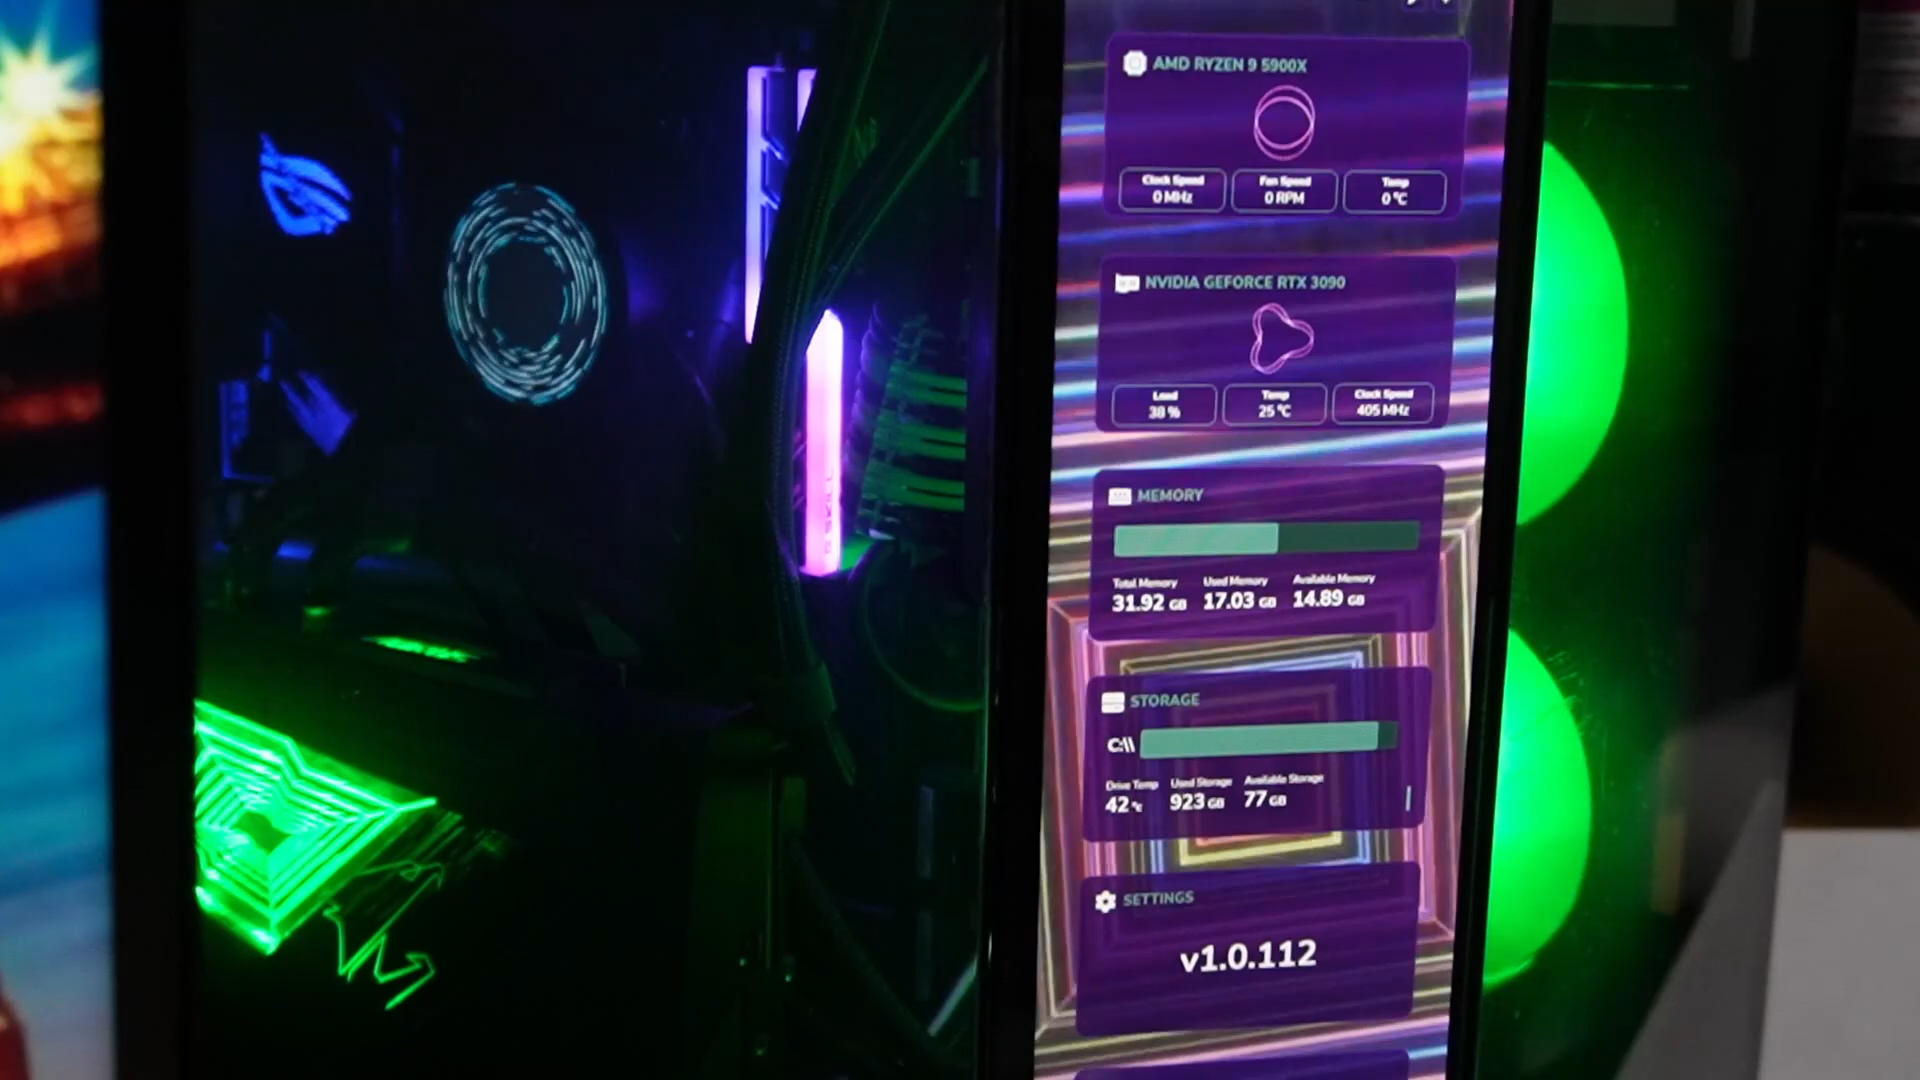 AMD RYZEN 9 5900X
Clock Speed Fan Speed Temp
0 MHz 0 RPM 0 °C
NVIDIA GEFORCE RTX 3090
Load Temp Clock Speed
38 % 25 °C 405 MHz
MEMORY
Total Memory Used Memory Available Memory
31.92 GB 17.03 GB 14.89 GB
STORAGE
C:\\
Drive Temp Used Storage Available Storage
42 °C 923 GB 77 GB
SETTINGS
v1.0.112
G.SKILL